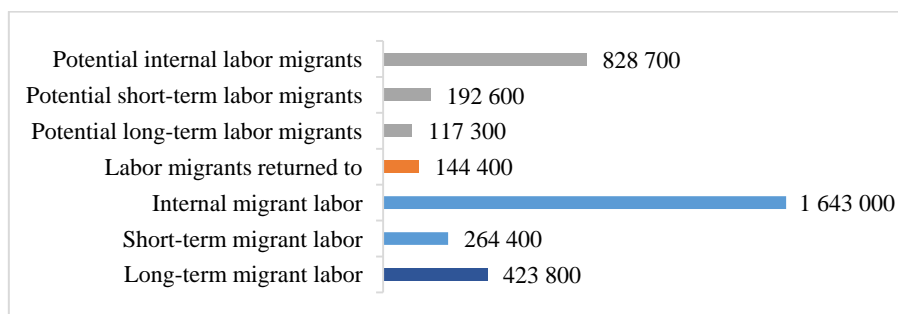 Potential internal labor migrants 828 700
Potential short-term labor migrants 192 600
Potential long-term labor migrants 117 300
Labor migrants returned to 144 400
Internal migrant labor 1 643 000
Short-term migrant labor 264 400
Long-term migrant labor 423 800